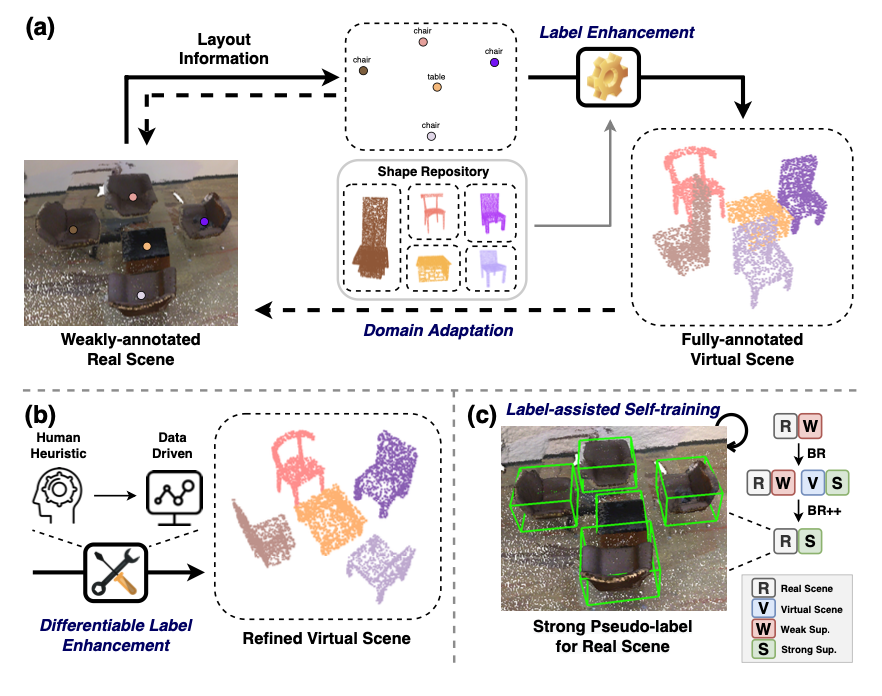 (a)
Layout
Information
chair
chair
chair
table
chair
Label Enhancement
Shape Repository
Weakly-annotated
Real Scene
Domain Adaptation
Fully-annotated
Virtual Scene
(b)
Human
Heuristic
Data
Driven
Differentiable Label
Enhancement
Refined Virtual Scene
(c)
Label-assisted Self-training
R W
BR
R W V S
BR++
R S
Strong Pseudo-label
for Real Scene
R Real Scene
V Virtual Scene
W Weak Sup.
S Strong Sup.